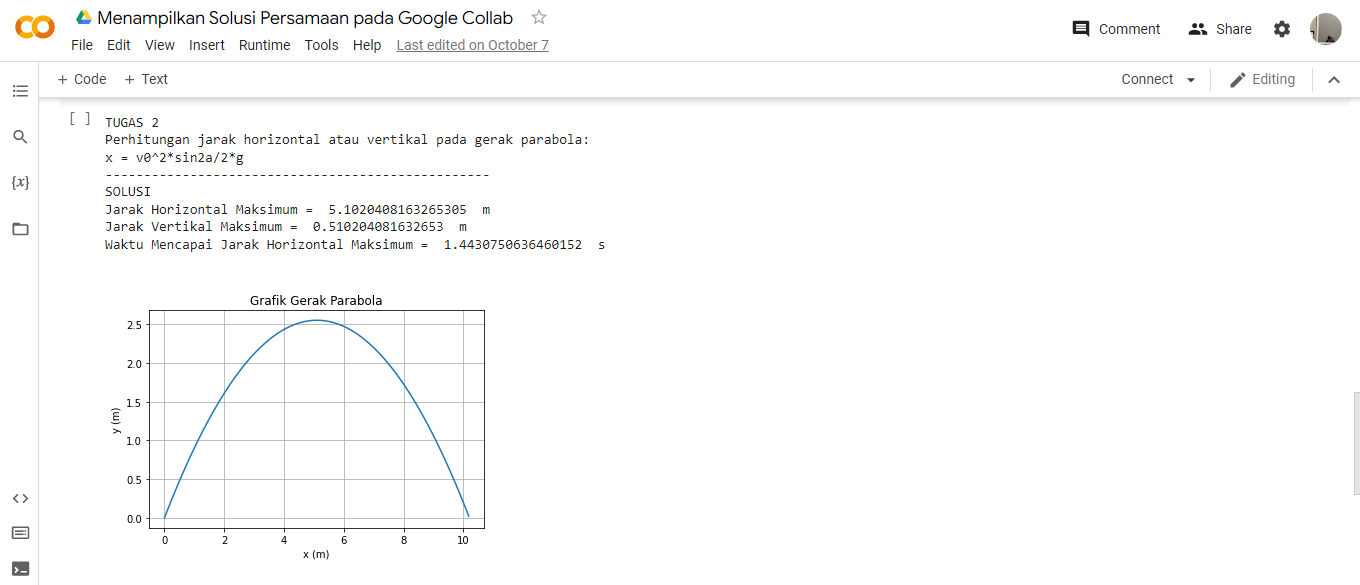 Menampilkan Solusi Persamaan pada Google Collab
File Edit View Insert Runtime Tools Help Last edited on October 7
Comment Share
+ Code + Text
Connect Editing
{x}
[ ] TUGAS 2
Perhitungan jarak horizontal atau vertikal pada gerak parabola:
x = v0^2*sin2a/2*g
--------------------------------------------------
SOLUSI
Jarak Horizontal Maksimum =  5.1020408163265305  m
Jarak Vertikal Maksimum =  0.510204081632653  m
Waktu Mencapai Jarak Horizontal Maksimum =  1.4430750636460152  s
Grafik Gerak Parabola
2.5
2.0
1.5
1.0
0.5
0.0
y (m)
0 2 4 6 8 10
x (m)